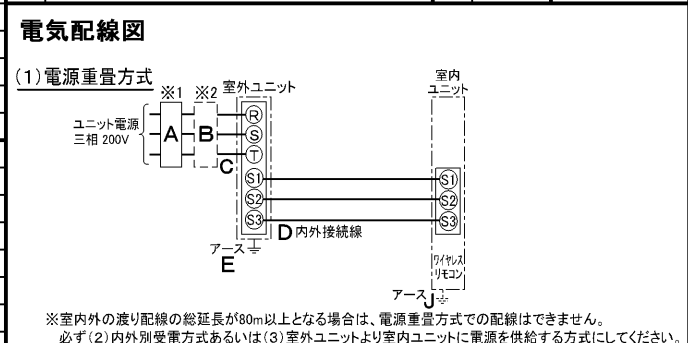 電気配線図
(1)電源重畳方式
※1 ※2 室外ユニット
室内
ユニット
ユニット電源
三相 200V
A B
R
S
T
C
S1 S1
S2 S2
S3 S3
D 内外接続線
アース
E
ワイヤレス
リモコン
アース J
※室内外の渡り配線の総延長が80m以上となる場合は、電源重畳方式での配線はできません。
必ず(2)内外別受電方式あるいは(3)室外ユニットより室内ユニットに電源を供給する方式にしてください。